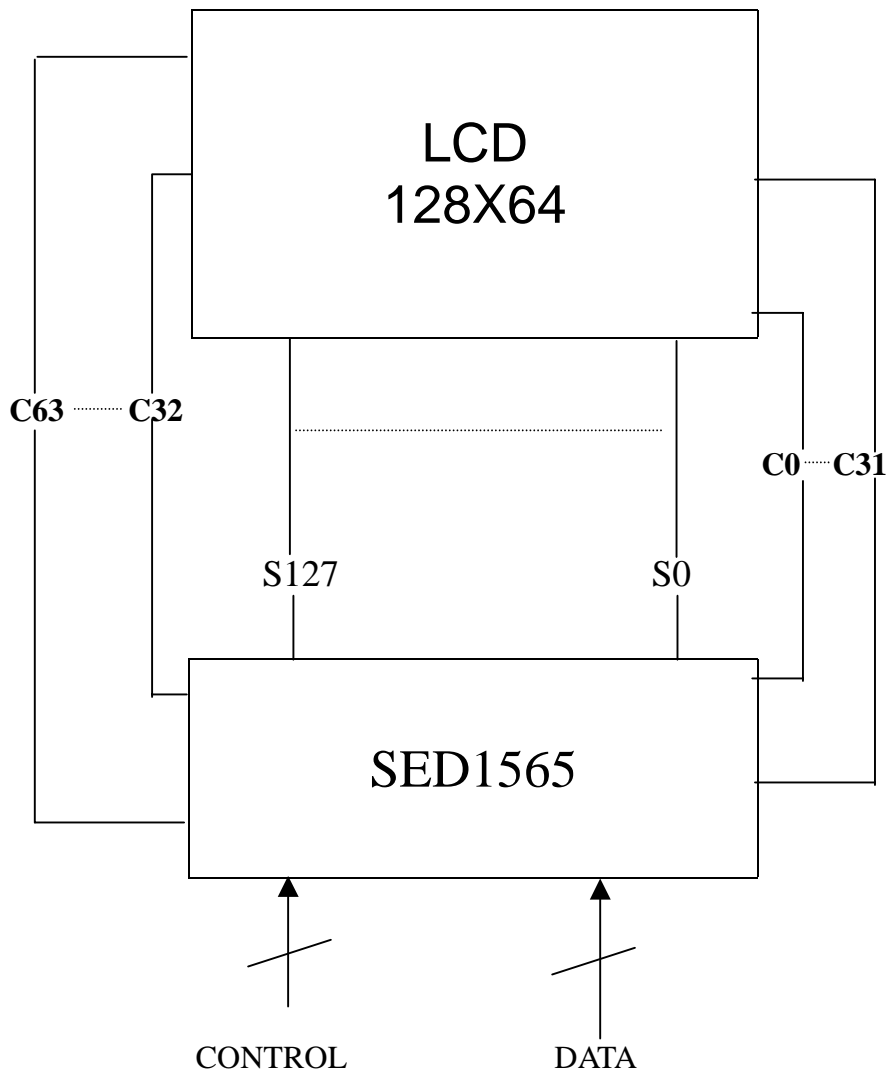 LCD
128X64
C63 C32
C0 C31
S127 S0
SED1565
CONTROL DATA